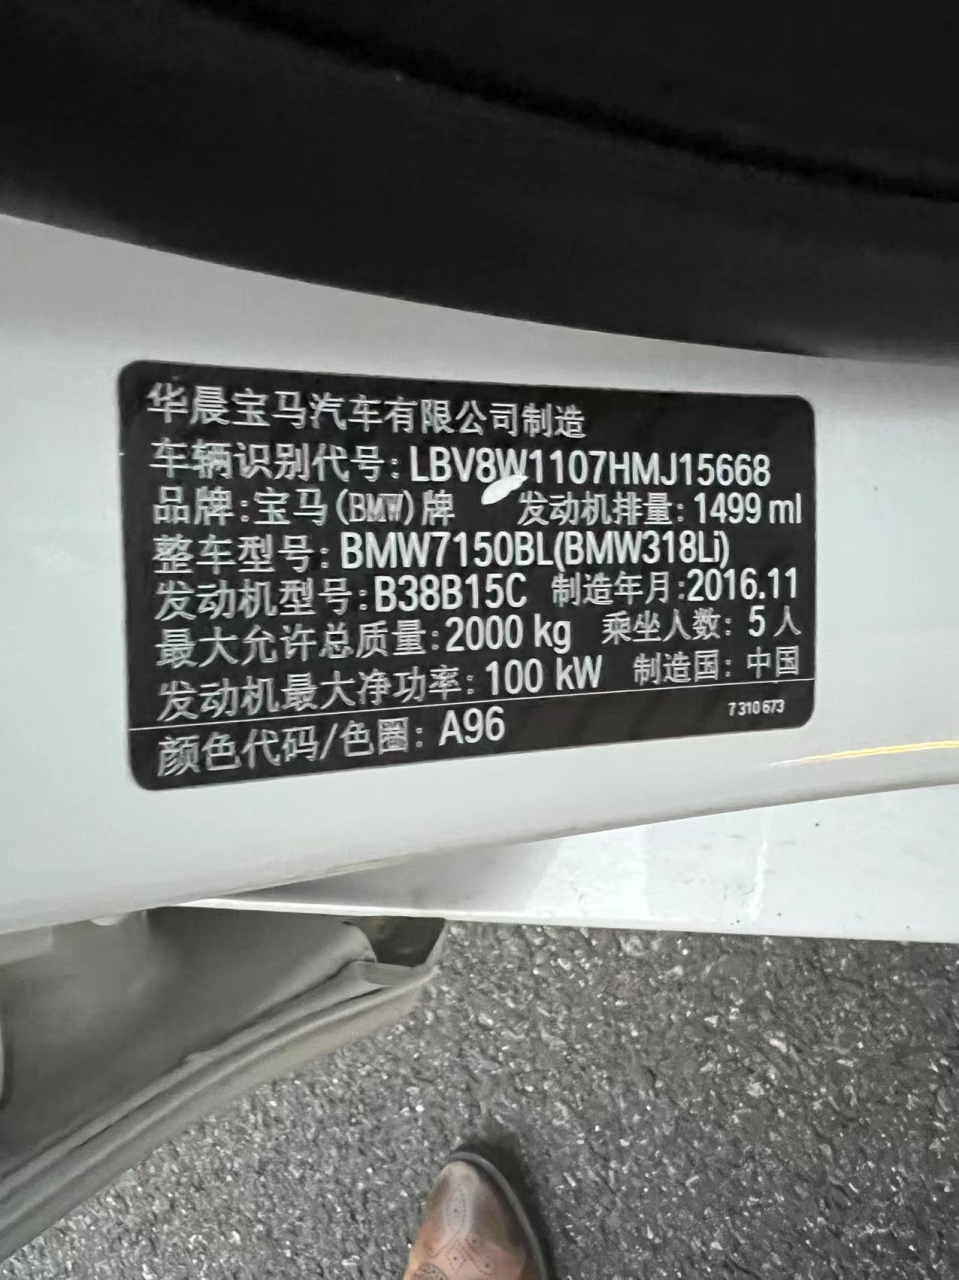 华晨宝马汽车有限公司制造
车辆识别代号:LBV8W1107HMJ15668
品牌:宝马(BMW)牌 发动机排量:1499 ml
整车型号:BMW7150BL(BMW318Li)
发动机型号:B38B15C 制造年月:2016.11
最大允许总质量:2000 kg 乘坐人数:5人
发动机最大净功率:100 kW 制造国:中国
7 310 673
颜色代码/色圈:A96